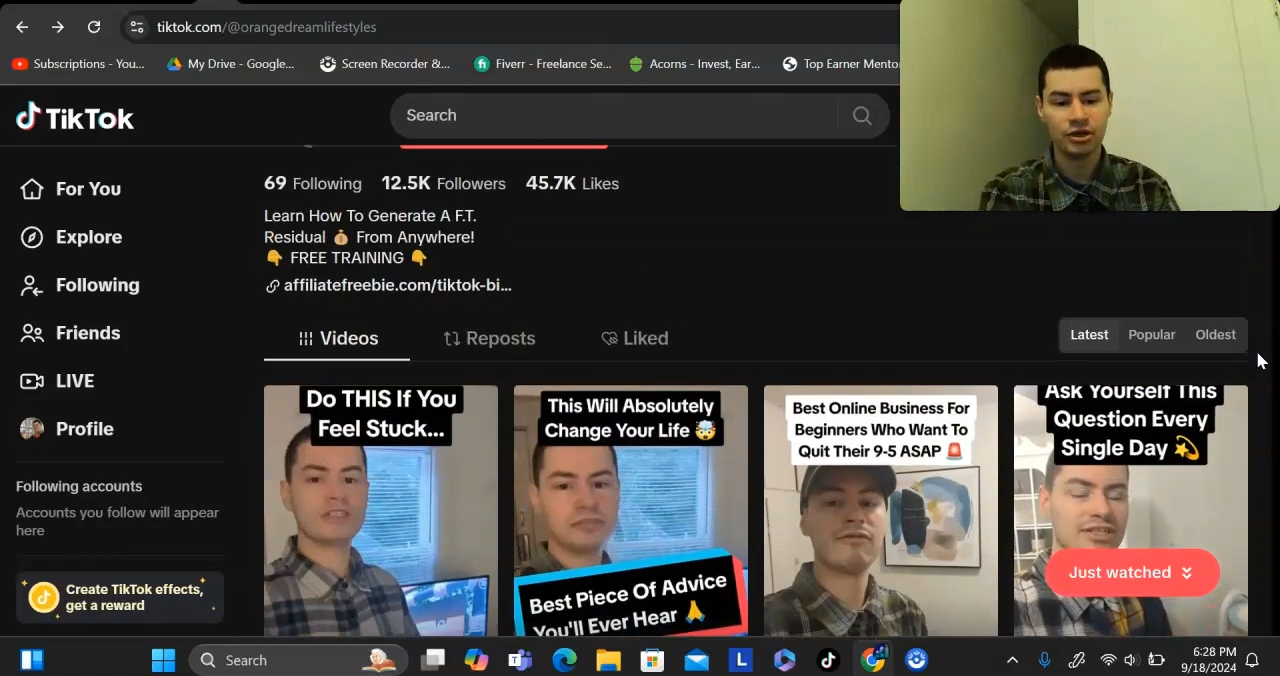 tiktok.com/@orangedreamlifestyles
Subscriptions - You...
My Drive - Google...
Screen Recorder &...
Fiverr - Freelance Se...
Acorns - Invest, Ear...
Top Earner Mento
TikTok
Search
For You
Explore
Following
Friends
LIVE
Profile
Following accounts
Accounts you follow will appear
here
Create TikTok effects,
get a reward
69 Following 12.5K Followers 45.7K Likes
Learn How To Generate A F.T.
Residual 💰 From Anywhere!
👇 FREE TRAINING 👇
affiliatefreebie.com/tiktok-bi...
Videos
Reposts
Liked
Latest
Popular
Oldest
Do THIS If You
Feel Stuck...
This Will Absolutely
Change Your Life 🤯
Best Piece Of Advice
You'll Ever Hear 🙏
Best Online Business For
Beginners Who Want To
Quit Their 9-5 ASAP 🚨
Ask Yourself This
Question Every
Single Day 💫
Just watched
Search
L
6:28 PM
9/18/2024